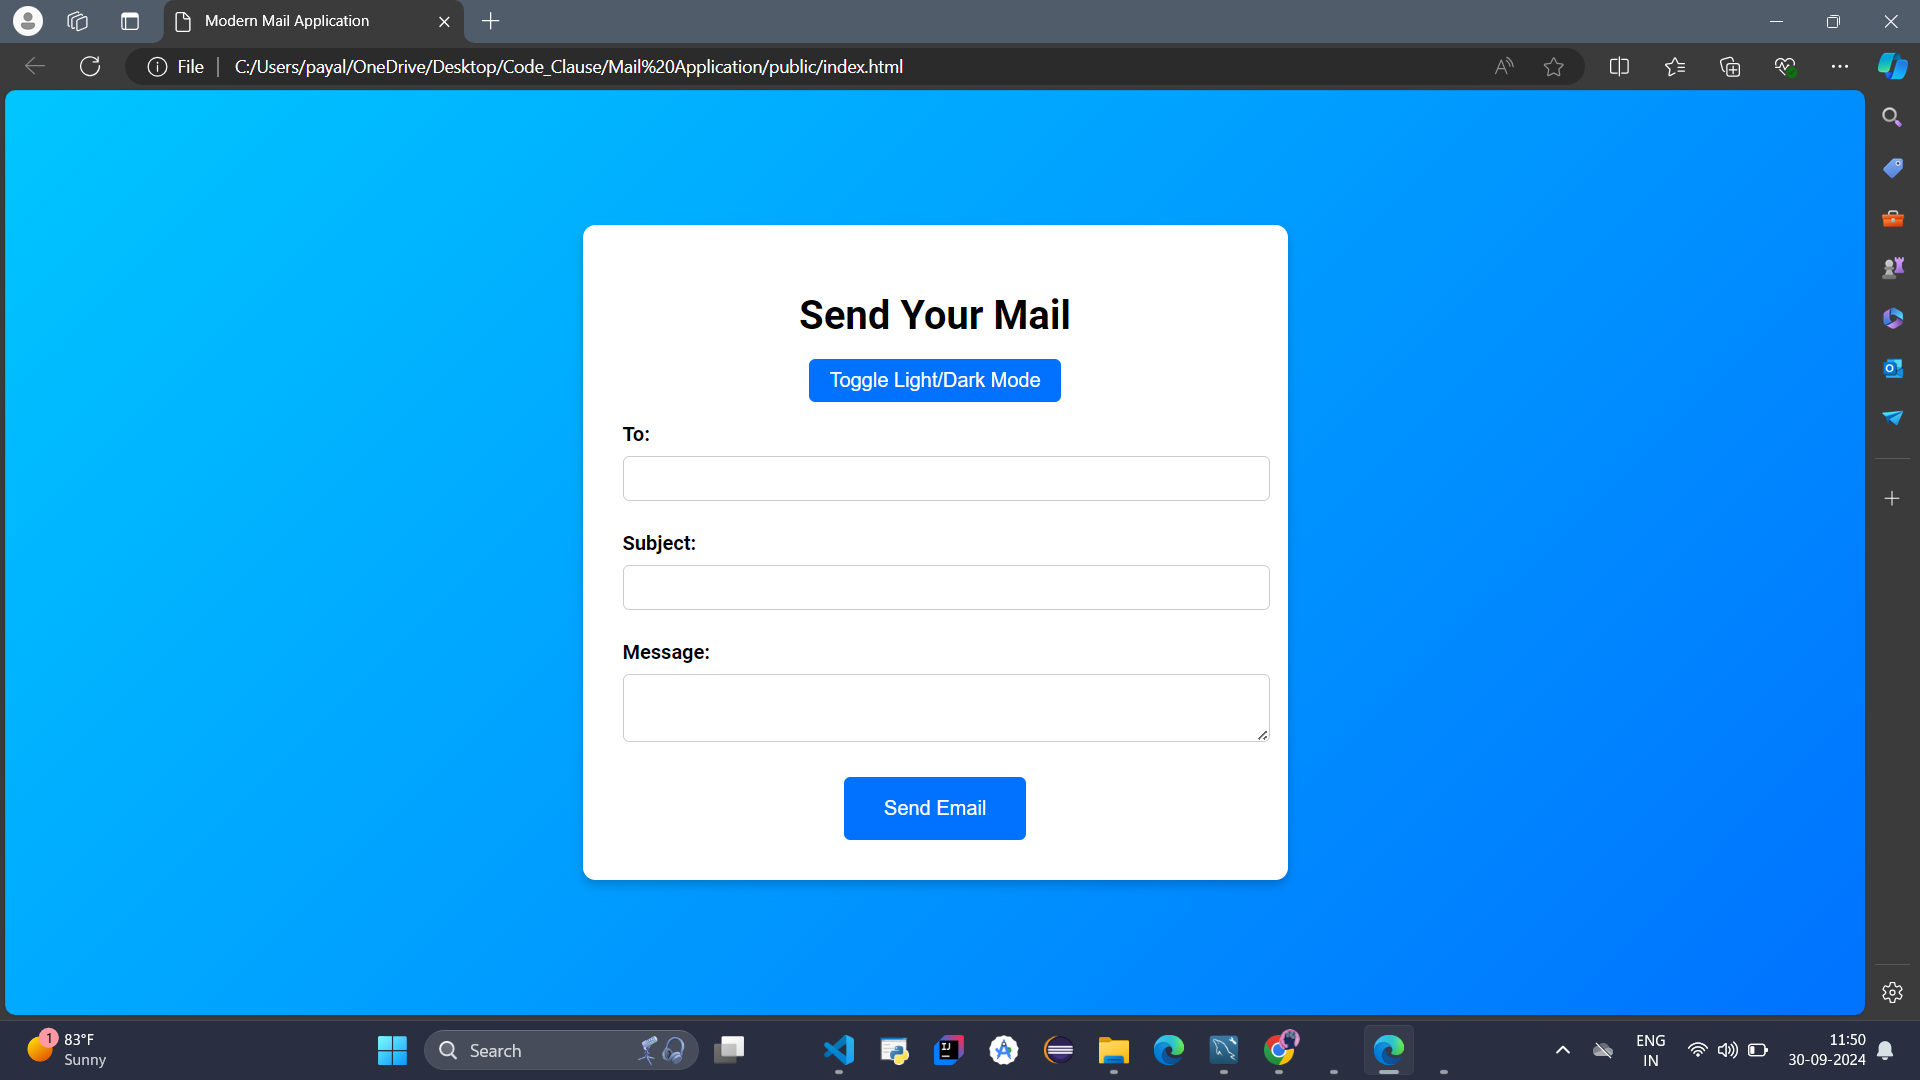 Modern Mail Application
File
C:/Users/payal/OneDrive/Desktop/Code_Clause/Mail%20Application/public/index.html
Send Your Mail
Toggle Light/Dark Mode
To:
Subject:
Message:
Send Email
1
83°F
Sunny
Search
ENG
IN
11:50
30-09-2024